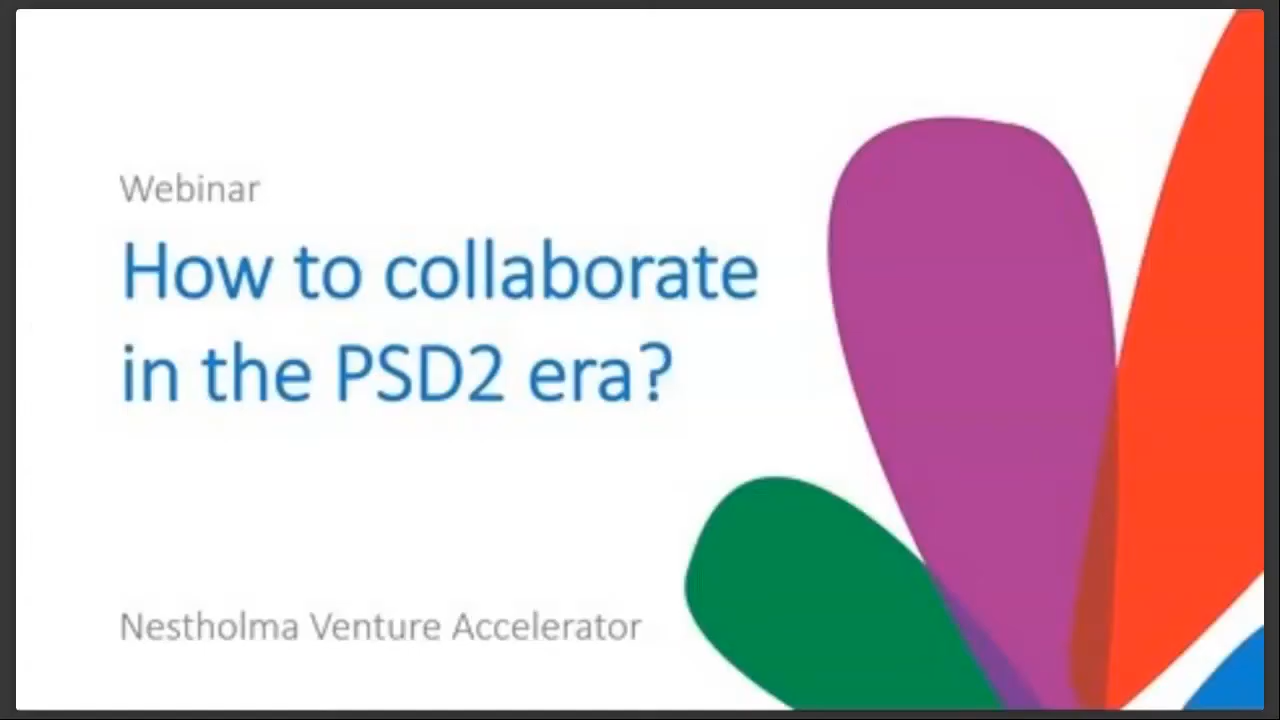 Webinar
How to collaborate
in the PSD2 era?
Nestholma Venture Accelerator